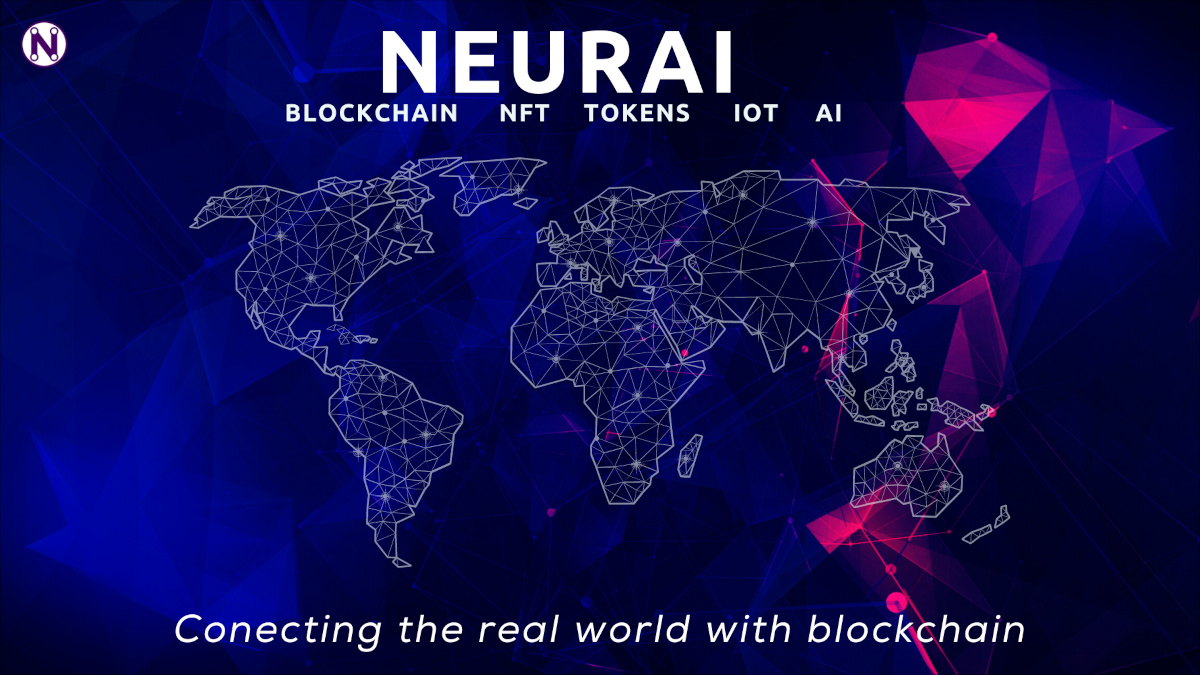 N
NEURAI
BLOCKCHAIN NFT TOKENS IOT AI
Conecting the real world with blockchain